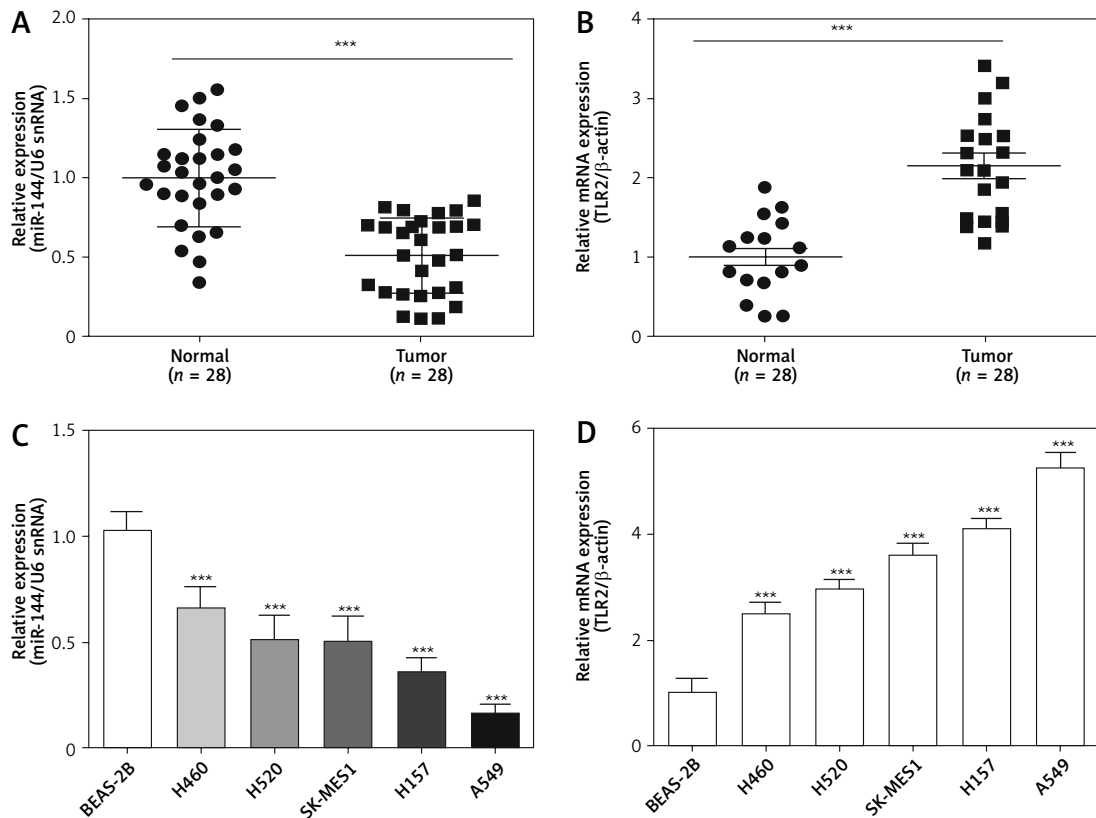 A
Relative expression
(miR-144/U6 snRNA)
2.0
1.5
1.0
0.5
0
***
Normal
(n = 28)
Tumor
(n = 28)
B
Relative mRNA expression
(TLR2/β-actin)
4
3
2
1
0
***
Normal
(n = 28)
Tumor
(n = 28)
C
Relative expression
(miR-144/U6 snRNA)
1.5
1.0
0.5
0
***
***
***
***
***
BEAS-2B
H460
H520
SK-MES1
H157
A549
D
Relative mRNA expression
(TLR2/β-actin)
6
4
2
0
***
***
***
***
***
BEAS-2B
H460
H520
SK-MES1
H157
A549